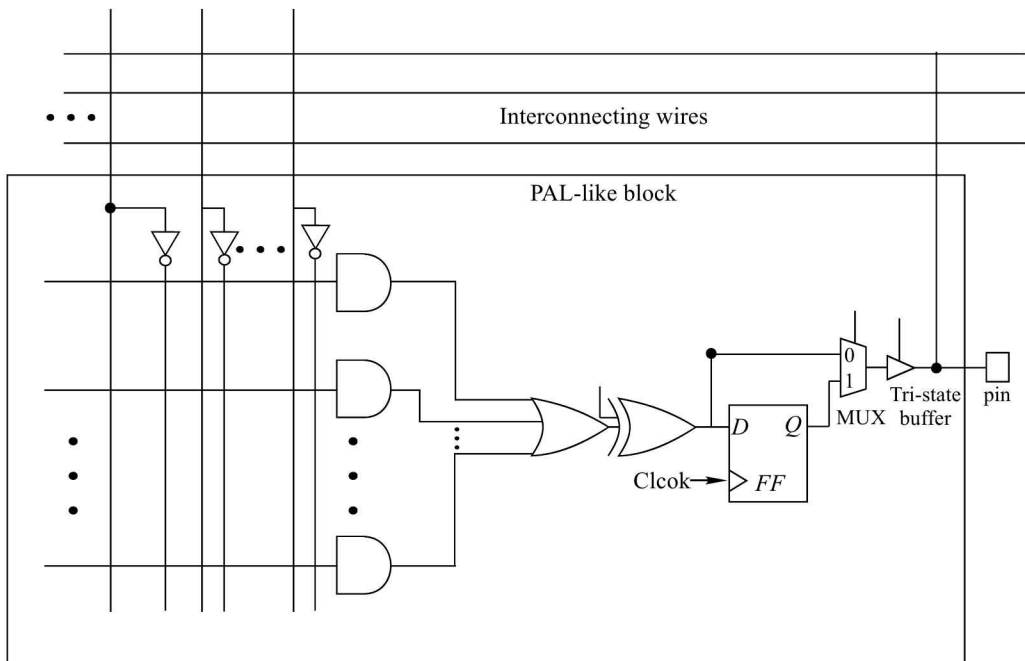 Interconnecting wires
PAL-like block
0
1
MUX
Tri-state
buffer
pin
D
Q
Clcok
FF